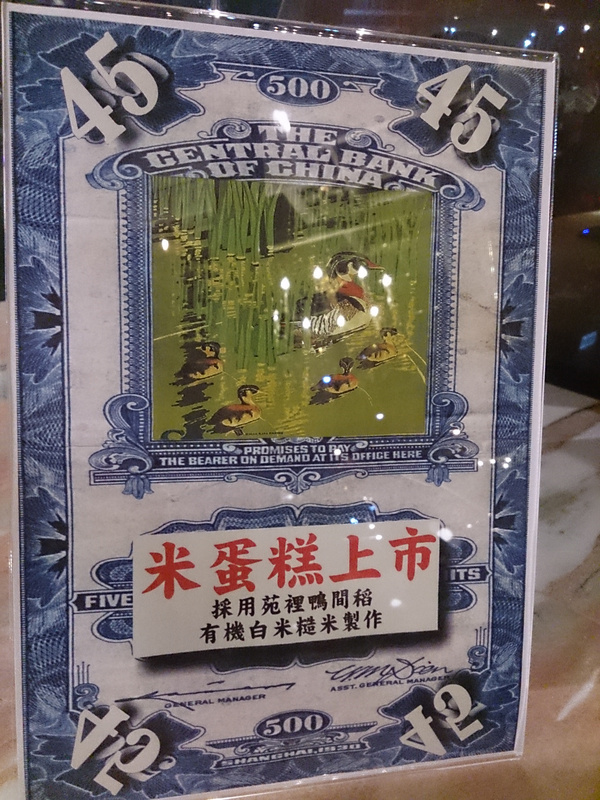 45
500
45
THE
CENTRAL BANK
OF CHINA
PROMISES TO PAY
THE BEARER ON DEMAND AT ITS OFFICE HERE
米蛋糕上市
採用苑裡鴨間稻
有機白米糙米製作
FIVE
ITS
GENERAL MANAGER
ASST. GENERAL MANAGER
45
500
45
SHANGHAI, 1930